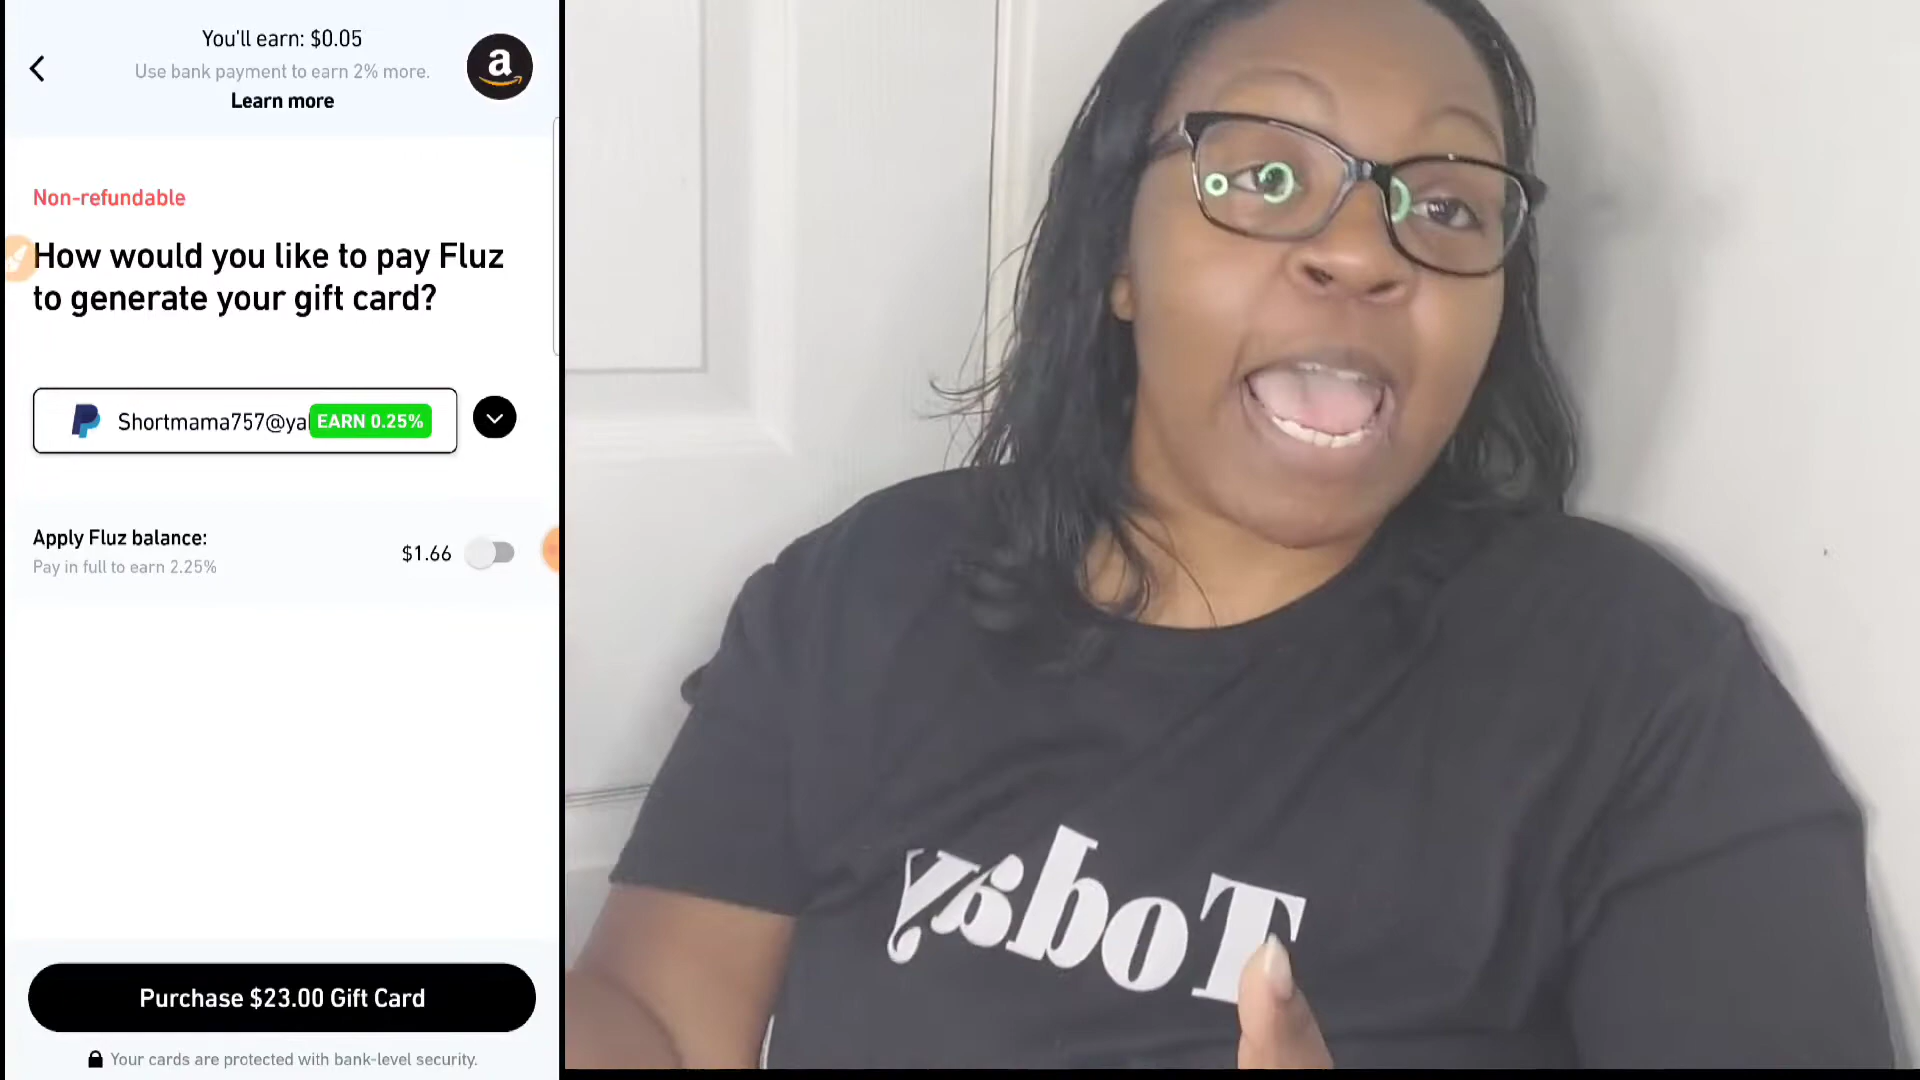 You'll earn: $0.05
Use bank payment to earn 2% more.
Learn more
a
Non-refundable
How would you like to pay Fluz
to generate your gift card?
Shortmama757@ya
EARN 0.25%
Apply Fluz balance:
$1.66
Pay in full to earn 2.25%
Purchase $23.00 Gift Card
Your cards are protected with bank-level security.
Today